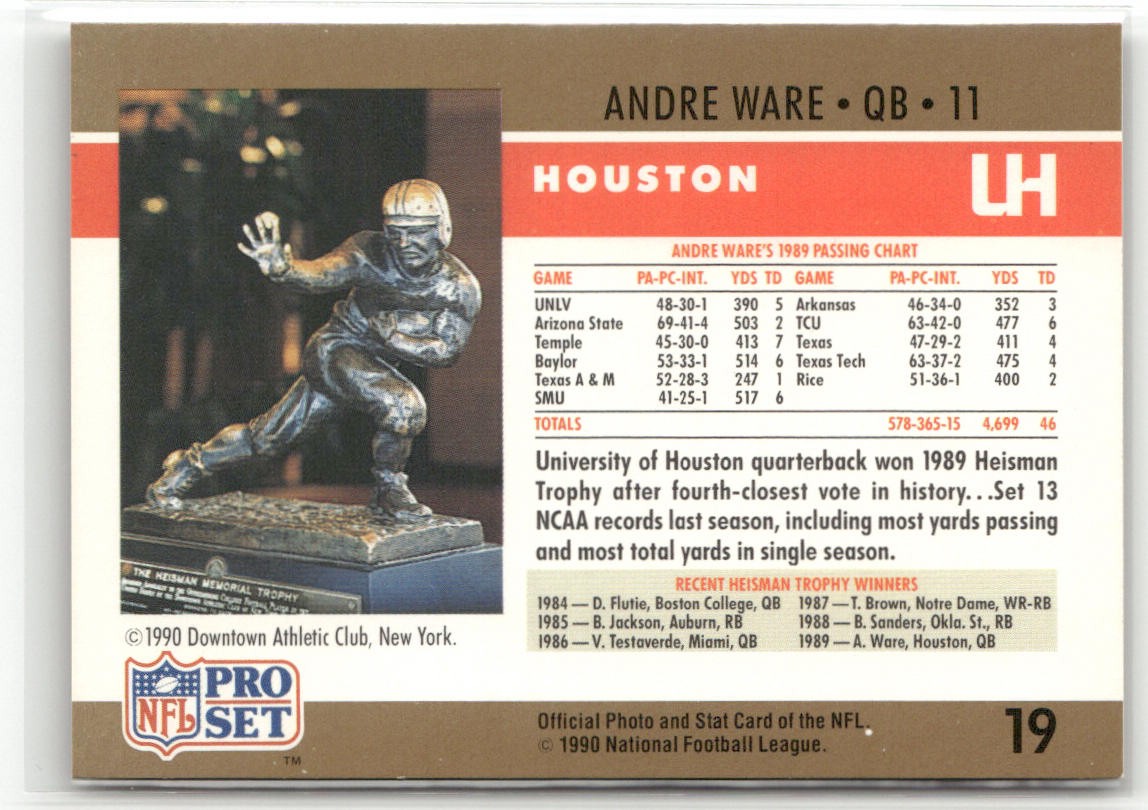 ANDRE WARE • QB • 11
HOUSTON
UH
ANDRE WARE'S 1989 PASSING CHART
GAME PA-PC-INT. YDS TD GAME PA-PC-INT. YDS TD
UNLV 48-30-1 390 5 Arkansas 46-34-0 352 3
Arizona State 69-41-4 503 2 TCU 63-42-0 477 6
Temple 45-30-0 413 7 Texas 47-29-2 411 4
Baylor 53-33-1 514 6 Texas Tech 63-37-2 475 4
Texas A & M 52-28-3 247 1 Rice 51-36-1 400 2
SMU 41-25-1 517 6
TOTALS 578-365-15 4,699 46
University of Houston quarterback won 1989 Heisman
Trophy after fourth-closest vote in history...Set 13
NCAA records last season, including most yards passing
and most total yards in single season.
RECENT HEISMAN TROPHY WINNERS
1984 — D. Flutie, Boston College, QB 1987 — T. Brown, Notre Dame, WR-RB
1985 — B. Jackson, Auburn, RB 1988 — B. Sanders, Okla. St., RB
1986 — V. Testaverde, Miami, QB 1989 — A. Ware, Houston, QB
THE HEISMAN MEMORIAL TROPHY
©1990 Downtown Athletic Club, New York.
NFL PRO SET TM
Official Photo and Stat Card of the NFL.
© 1990 National Football League.
19